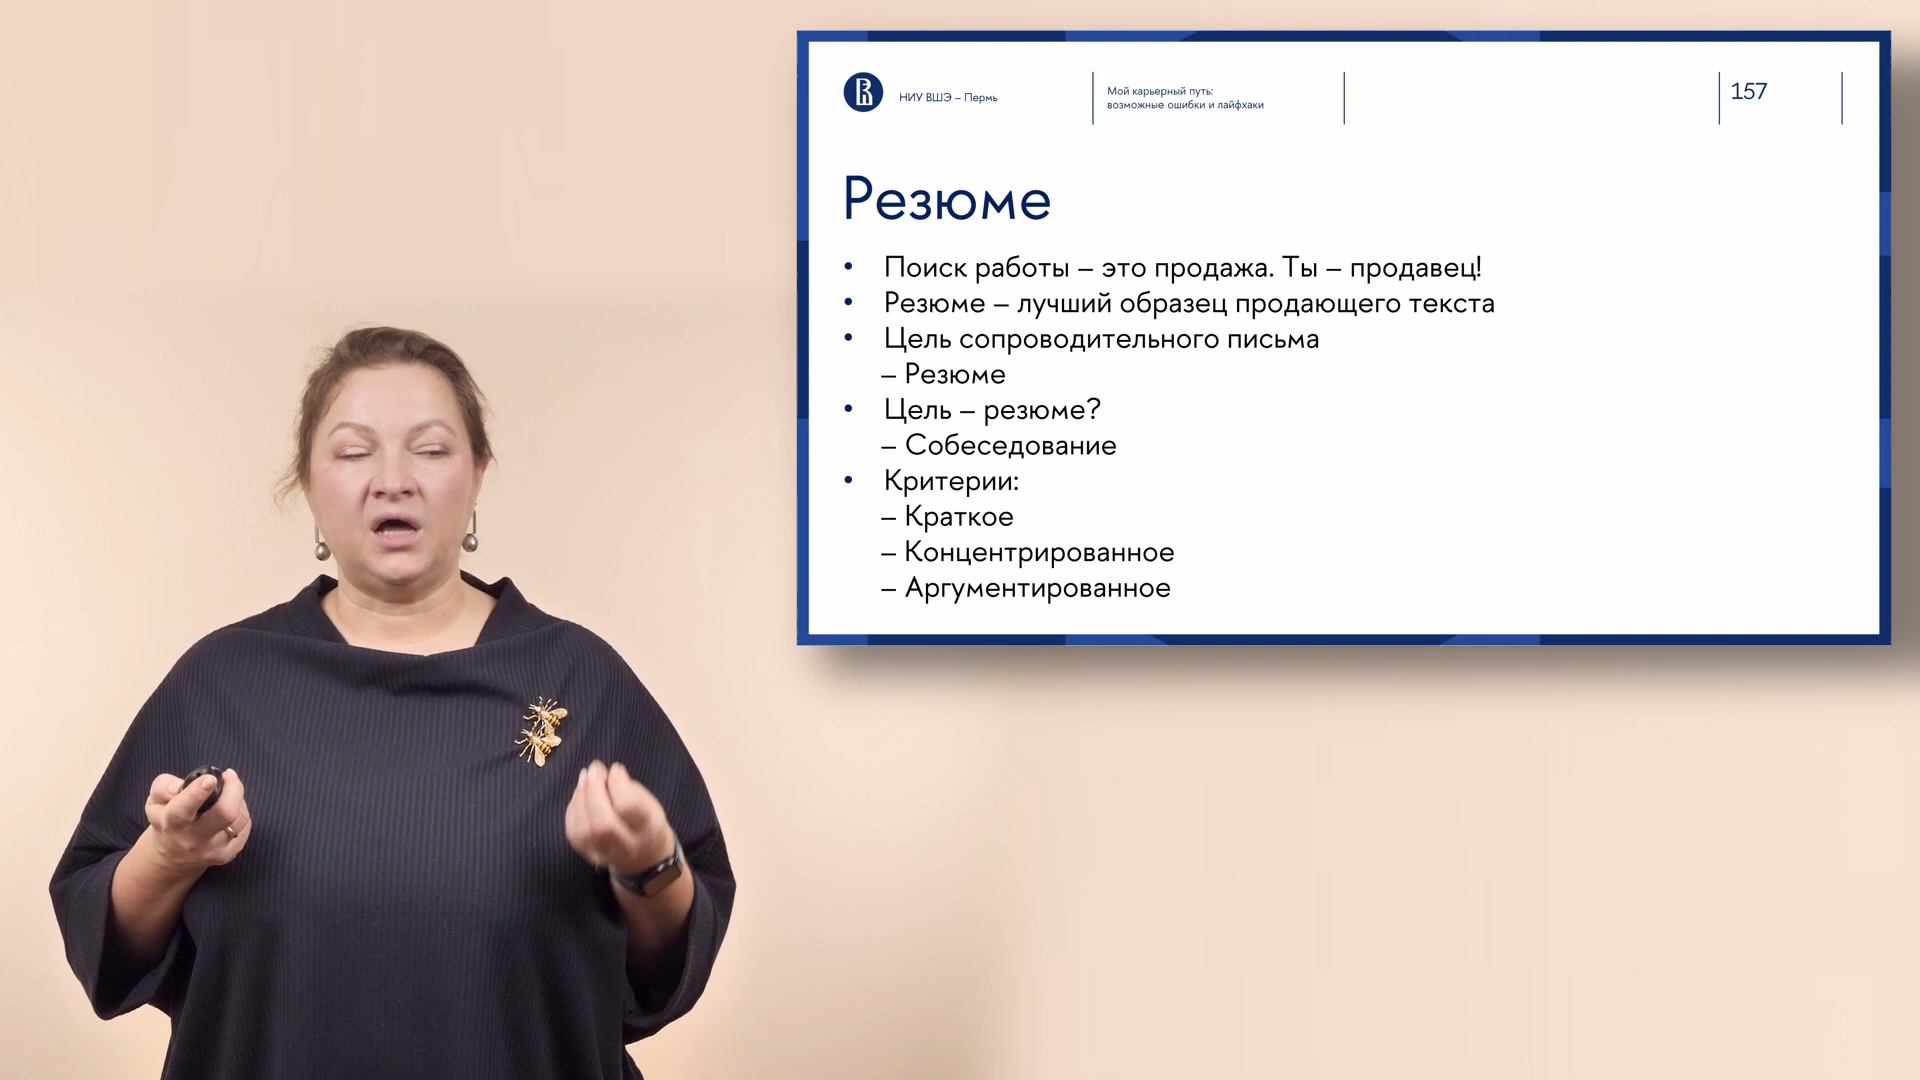 НИУ ВШЭ – Пермь
Мой карьерный путь:
возможные ошибки и лайфхаки
157
Резюме
• Поиск работы – это продажа. Ты – продавец!
• Резюме – лучший образец продающего текста
• Цель сопроводительного письма
– Резюме
• Цель – резюме?
– Собеседование
• Критерии:
– Краткое
– Концентрированное
– Аргументированное